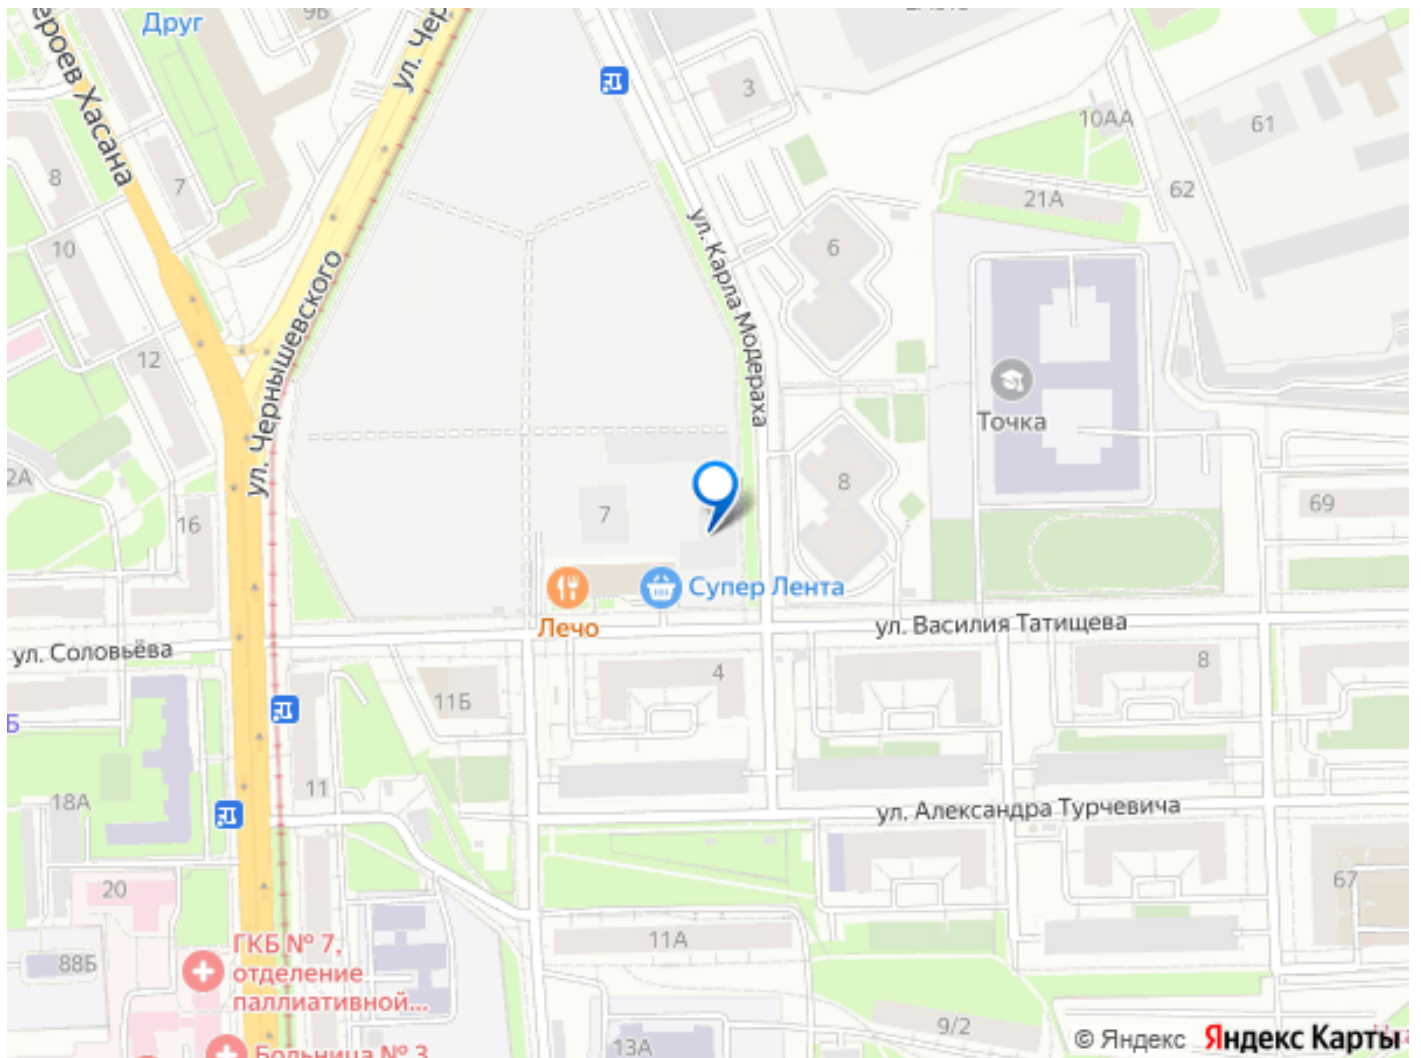 Друг
9Б
ул. Чер
ероев Хасана
3
10АА
61
8
7
21А
62
10
ул. Карла Модераха
6
ул. Чернышевского
12
Точка
2А
16
7
8
69
Супер Лента
Лечо
ул. Василия Татищева
ул. Соловьёва
4
8
11Б
Б
11
18А
ул. Александра Турчевича
20
67
ГКБ № 7,
отделение
паллиативной...
11А
88Б
9/2
13А
Больница № 3
© Яндекс Яндекс Карты